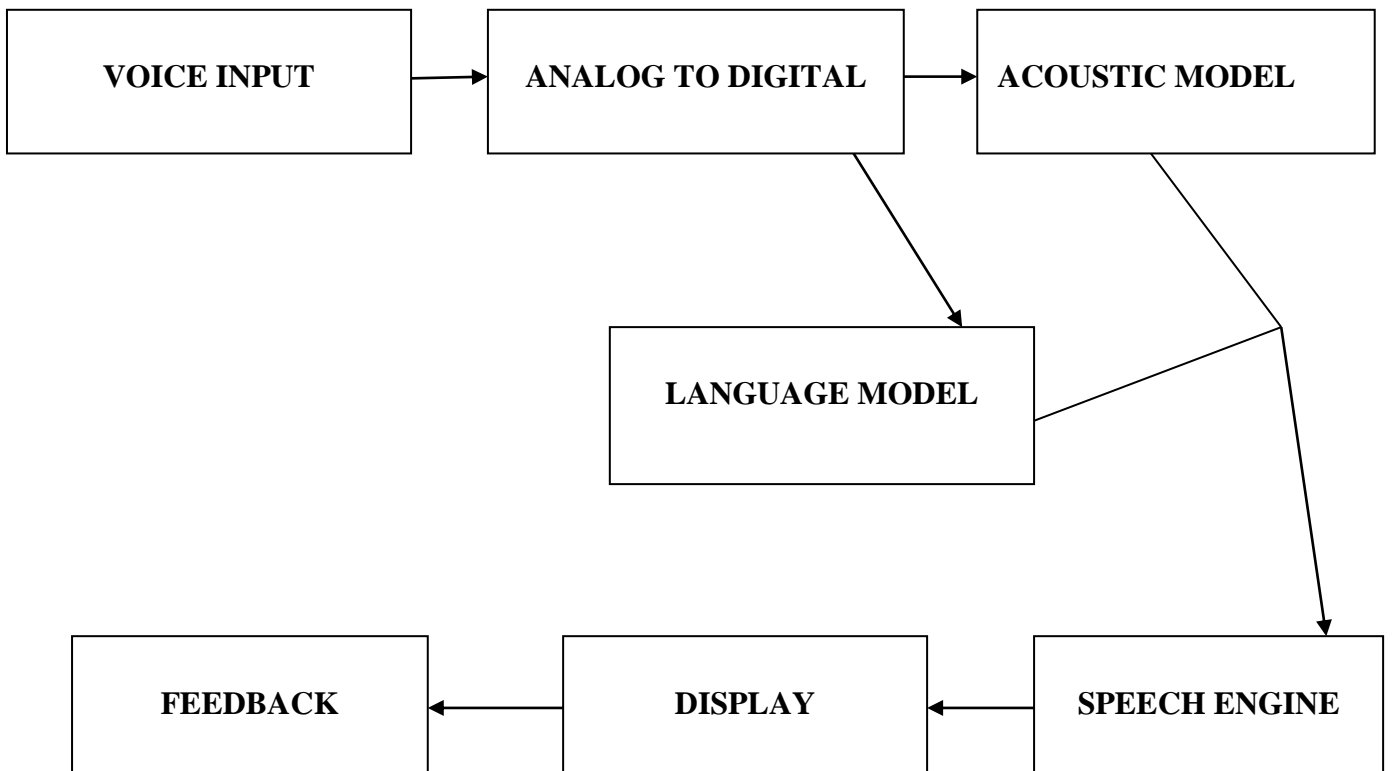 VOICE INPUT
ANALOG TO DIGITAL
ACOUSTIC MODEL
LANGUAGE MODEL
FEEDBACK
DISPLAY
SPEECH ENGINE